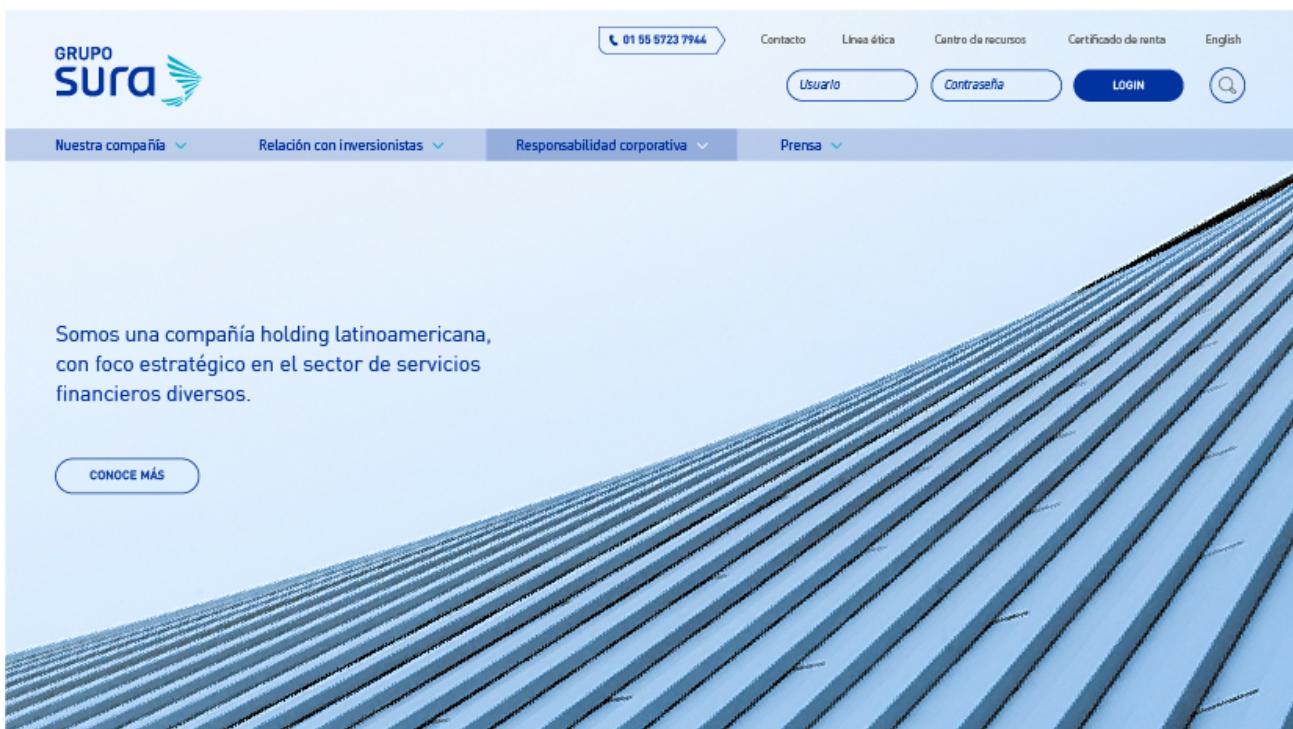 GRUPO
sura
01 55 5723 7944
Contacto
Línea ética
Centro de recursos
Certificado de renta
English
Usuario
Contraseña
LOGIN
Nuestra compañía
Relación con inversionistas
Responsabilidad corporativa
Prensa
Somos una compañía holding latinoamericana,
con foco estratégico en el sector de servicios
financieros diversos.
CONOCE MÁS